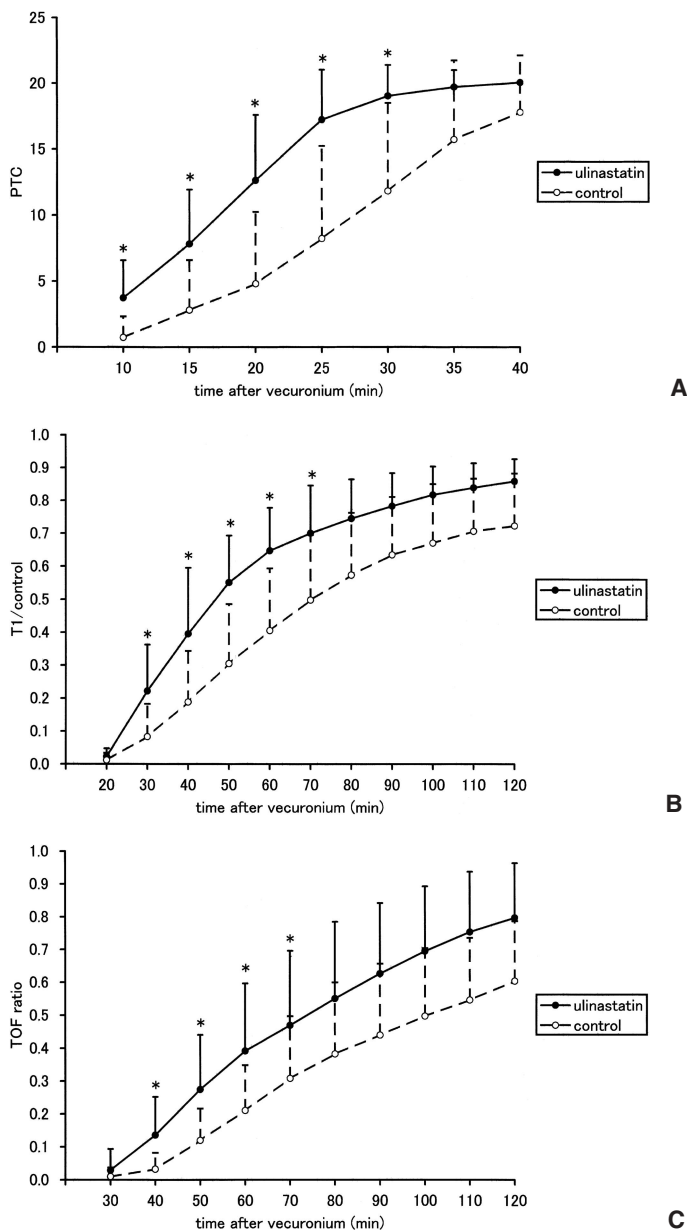 25
20
15
10
5
0
PTC
* * * * *
10 15 20 25 30 35 40
time after vecuronium (min)
ulinastatin
control
A
1.0
0.9
0.8
0.7
0.6
0.5
0.4
0.3
0.2
0.1
0.0
T1/control
* * * * *
20 30 40 50 60 70 80 90 100 110 120
time after vecuronium (min)
ulinastatin
control
B
1.0
0.9
0.8
0.7
0.6
0.5
0.4
0.3
0.2
0.1
0.0
TOF ratio
* * * *
30 40 50 60 70 80 90 100 110 120
time after vecuronium (min)
ulinastatin
control
C